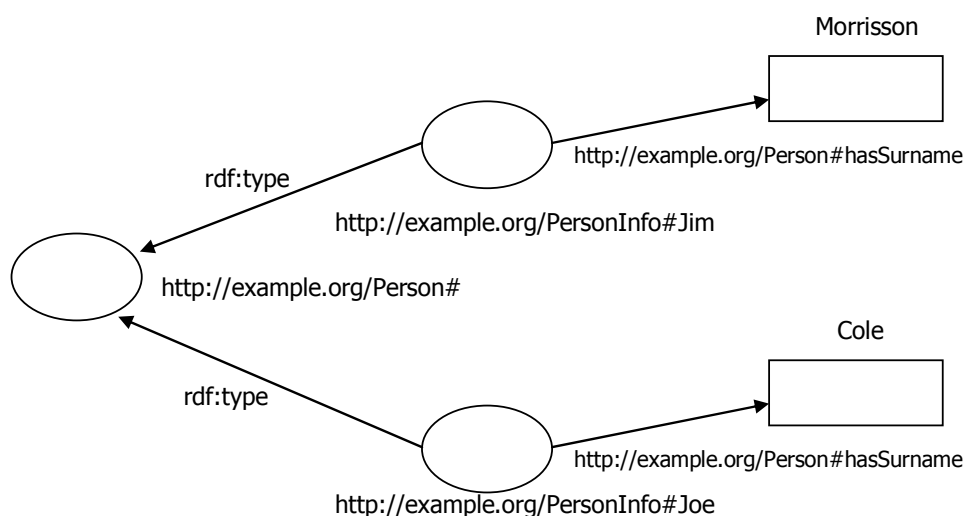 Morrisson
http://example.org/Person#hasSurname
rdf:type
http://example.org/PersonInfo#Jim
http://example.org/Person#
Cole
rdf:type
http://example.org/Person#hasSurname
http://example.org/PersonInfo#Joe